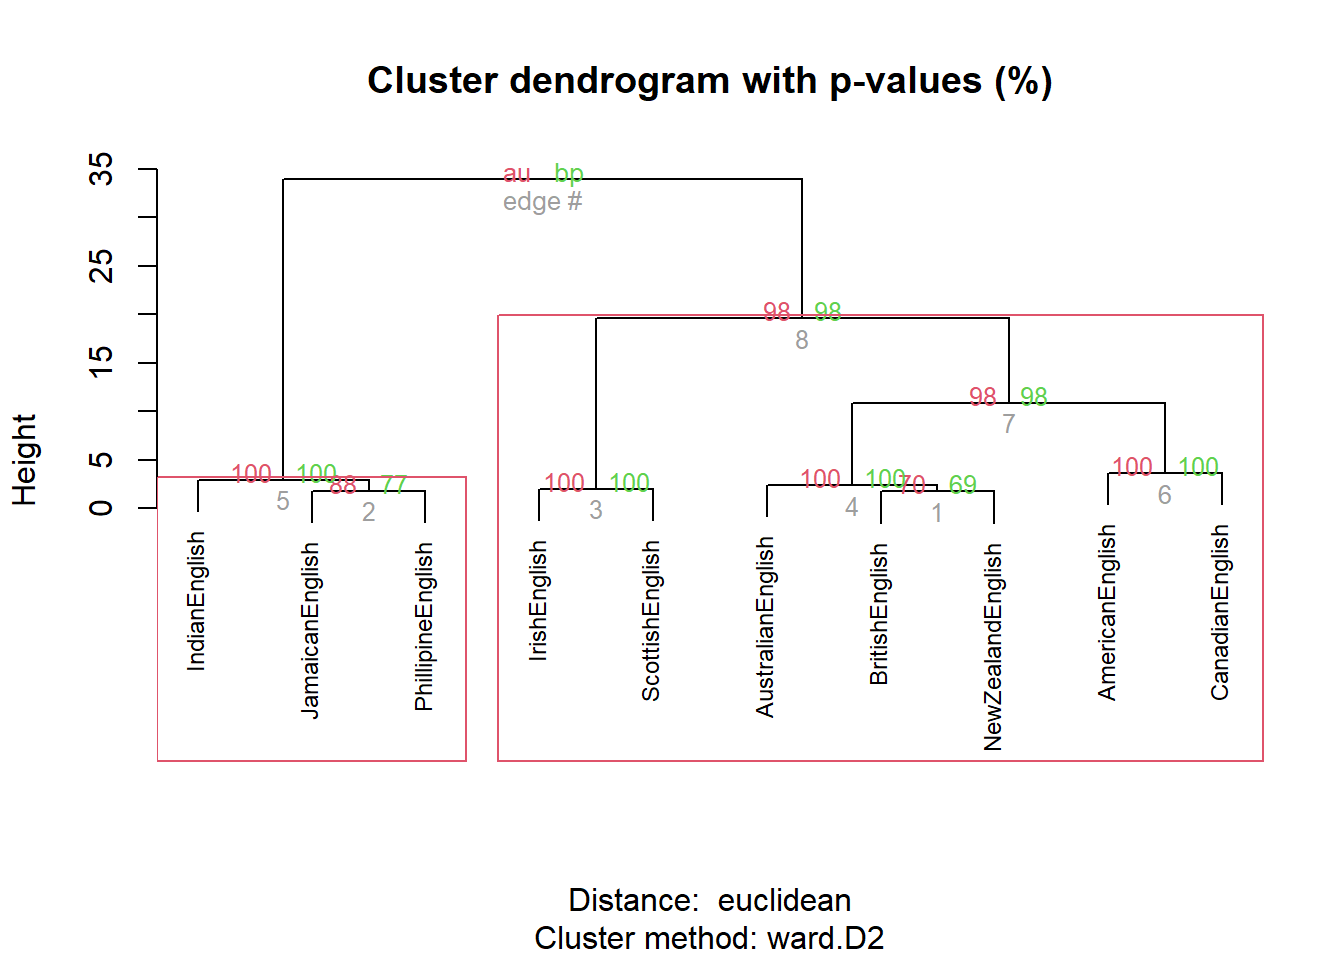 Cluster dendrogram with p-values (%)
Height
35
25
15
5
0
au bp
edge #
98 98
8
98 98
7
100 100
5
88 77
2
100 100
3
100 100
4
70 69
1
100 100
6
IndianEnglish
JamaicanEnglish
PhillipineEnglish
IrishEnglish
ScottishEnglish
AustralianEnglish
BritishEnglish
NewZealandEnglish
AmericanEnglish
CanadianEnglish
Distance: euclidean
Cluster method: ward.D2